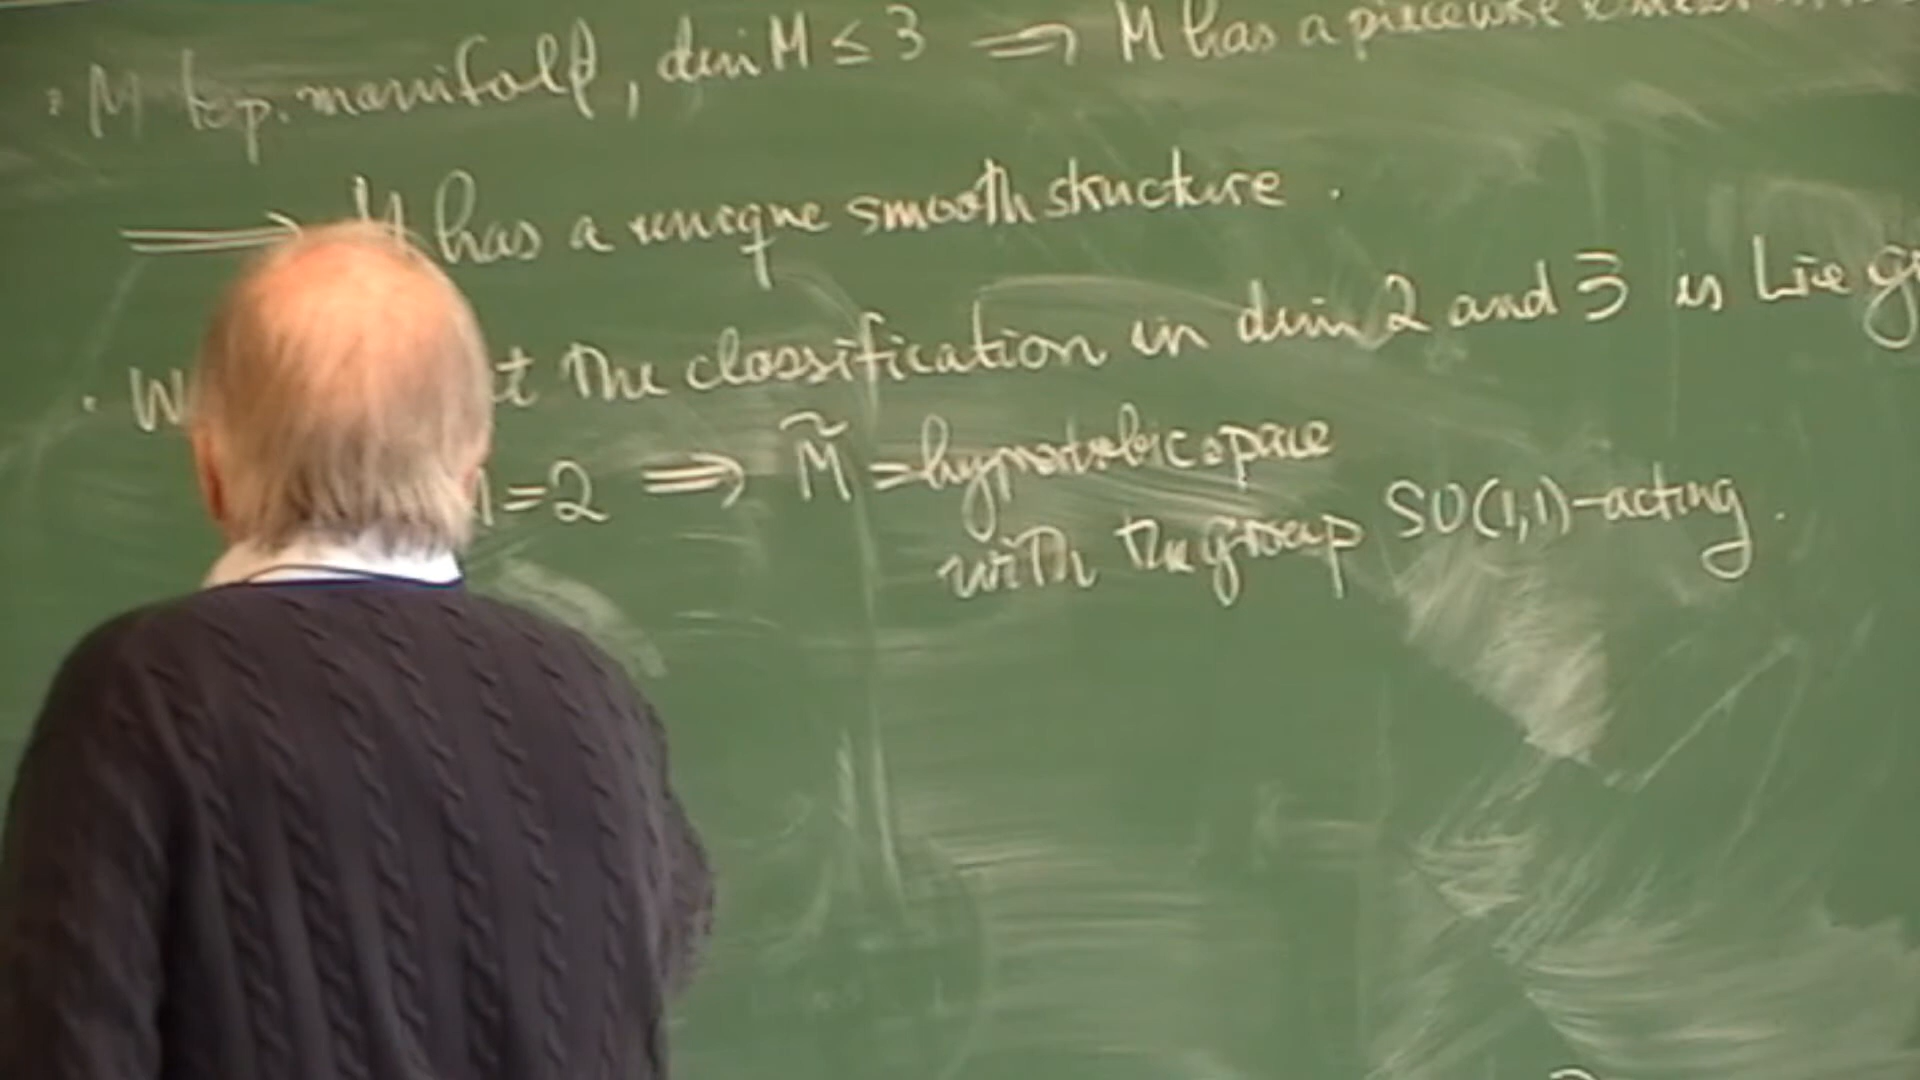 · M top. manifold, dim M ≤ 3 ⟹ M has a piecewise
⟹ M has a unique smooth structure.
· the classification in dim 2 and 3 is Lie
=2 ⟹ M̃ = hyperbolic space
with the group SU(1,1)-acting.